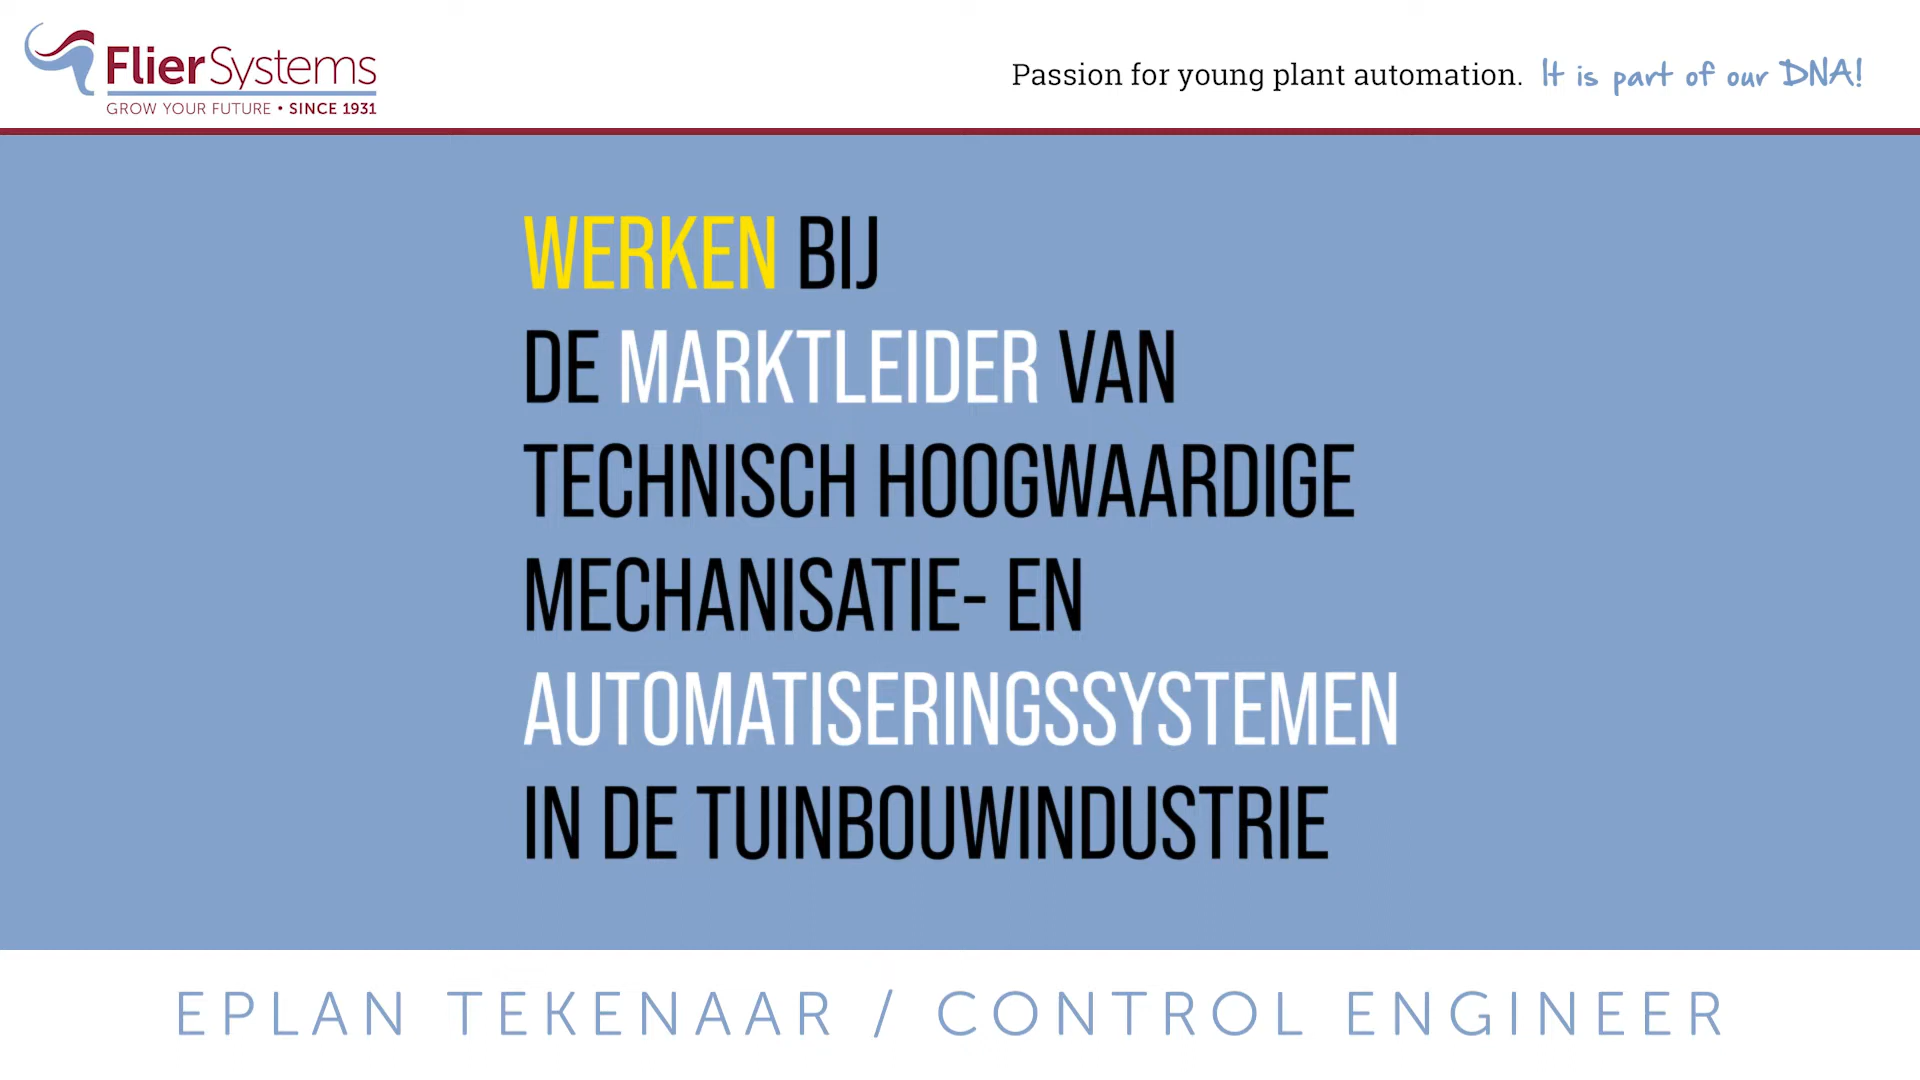 FlierSystems
GROW YOUR FUTURE • SINCE 1931
Passion for young plant automation. It is part of our DNA!
WERKEN BIJ
DE MARKTLEIDER VAN
TECHNISCH HOOGWAARDIGE
MECHANISATIE- EN
AUTOMATISERINGSSYSTEMEN
IN DE TUINBOUWINDUSTRIE
EPLAN TEKENAAR / CONTROL ENGINEER